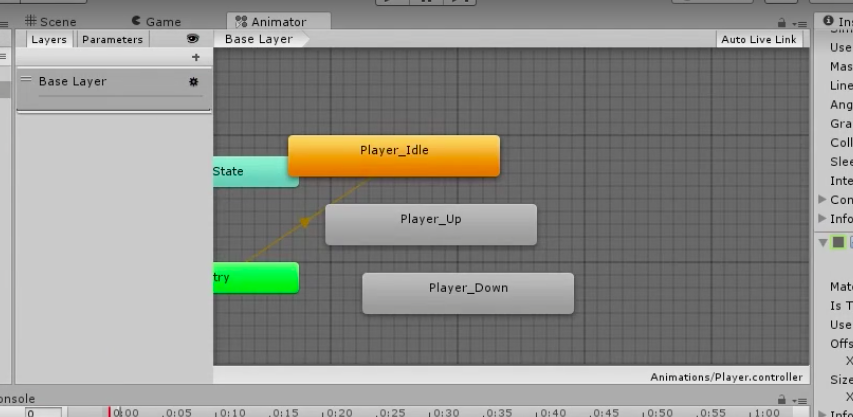 Scene
Game
Animator
Layers
Parameters
Base Layer
Auto Live Link
+
Base Layer
Player_Idle
State
Player_Up
try
Player_Down
Animations/Player.controller
onsole
0
0:00
0:05
0:10
0:15
0:20
0:25
0:30
0:35
0:40
0:45
0:50
0:55
1:00
Ins
Use
Mas
Line
Ang
Gra
Coll
Slee
Inte
Con
Info
Mate
Is T
Use
Offs
X
Size
X
Info